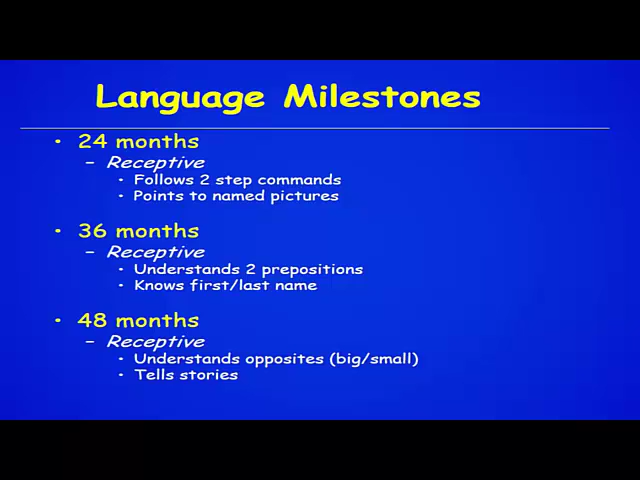 Language Milestones
• 24 months
– Receptive
• Follows 2 step commands
• Points to named pictures
• 36 months
– Receptive
• Understands 2 prepositions
• Knows first/last name
• 48 months
– Receptive
• Understands opposites (big/small)
• Tells stories